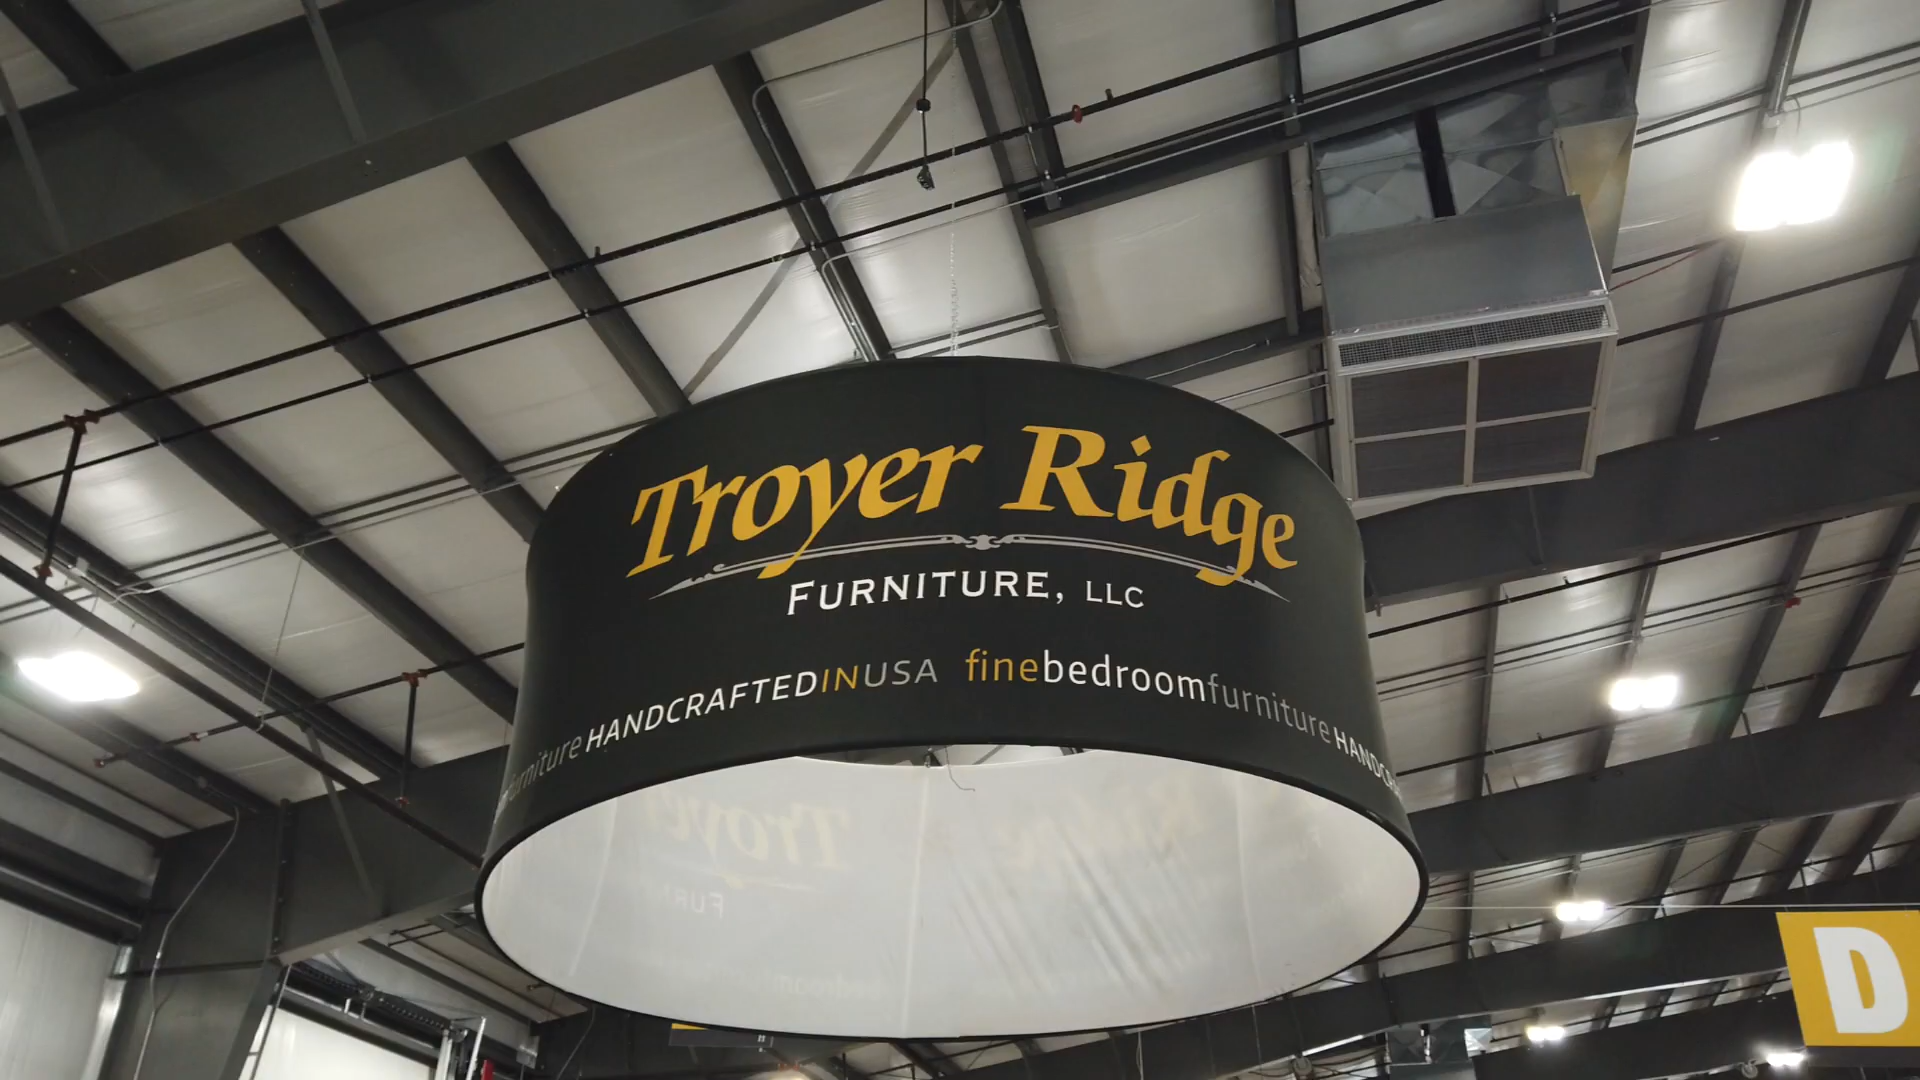 Troyer Ridge
FURNITURE, LLC
furniture HANDCRAFTEDINUSA finebedroomfurniture
D